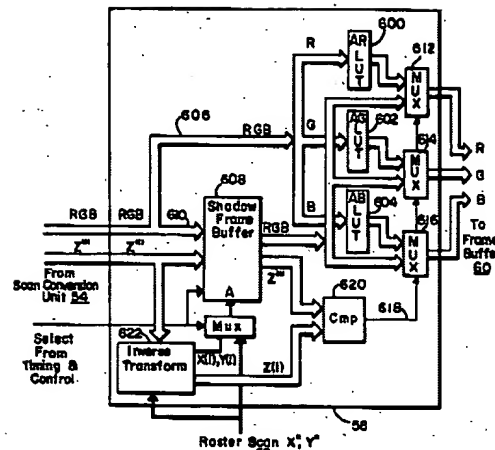 600
R
AR
LUT
612
MUX
606
RGB
G
AG
LUT
602
614
MUX
R
G
B
608
Shadow
Frame
Buffer
RGB
RGB
610
RGB
B
AB
LUT
604
616
MUX
To
Frame
Buffer
60
Z'''
Z'''
Z'''
From
Scan Conversion
Unit 54
A
620
Cmp
618
622
Mux
Select From
Timing &
Control
Inverse
Transform
X(l),Y(l)
Z(l)
58
Raster Scan X", Y"